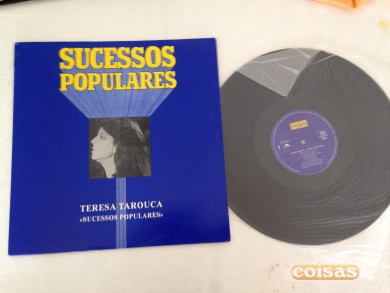 SUCESSOS
POPULARES
TERESA TAROUCA
«SUCESSOS POPULARES»
SUCESSOS
POPULARES
coisas